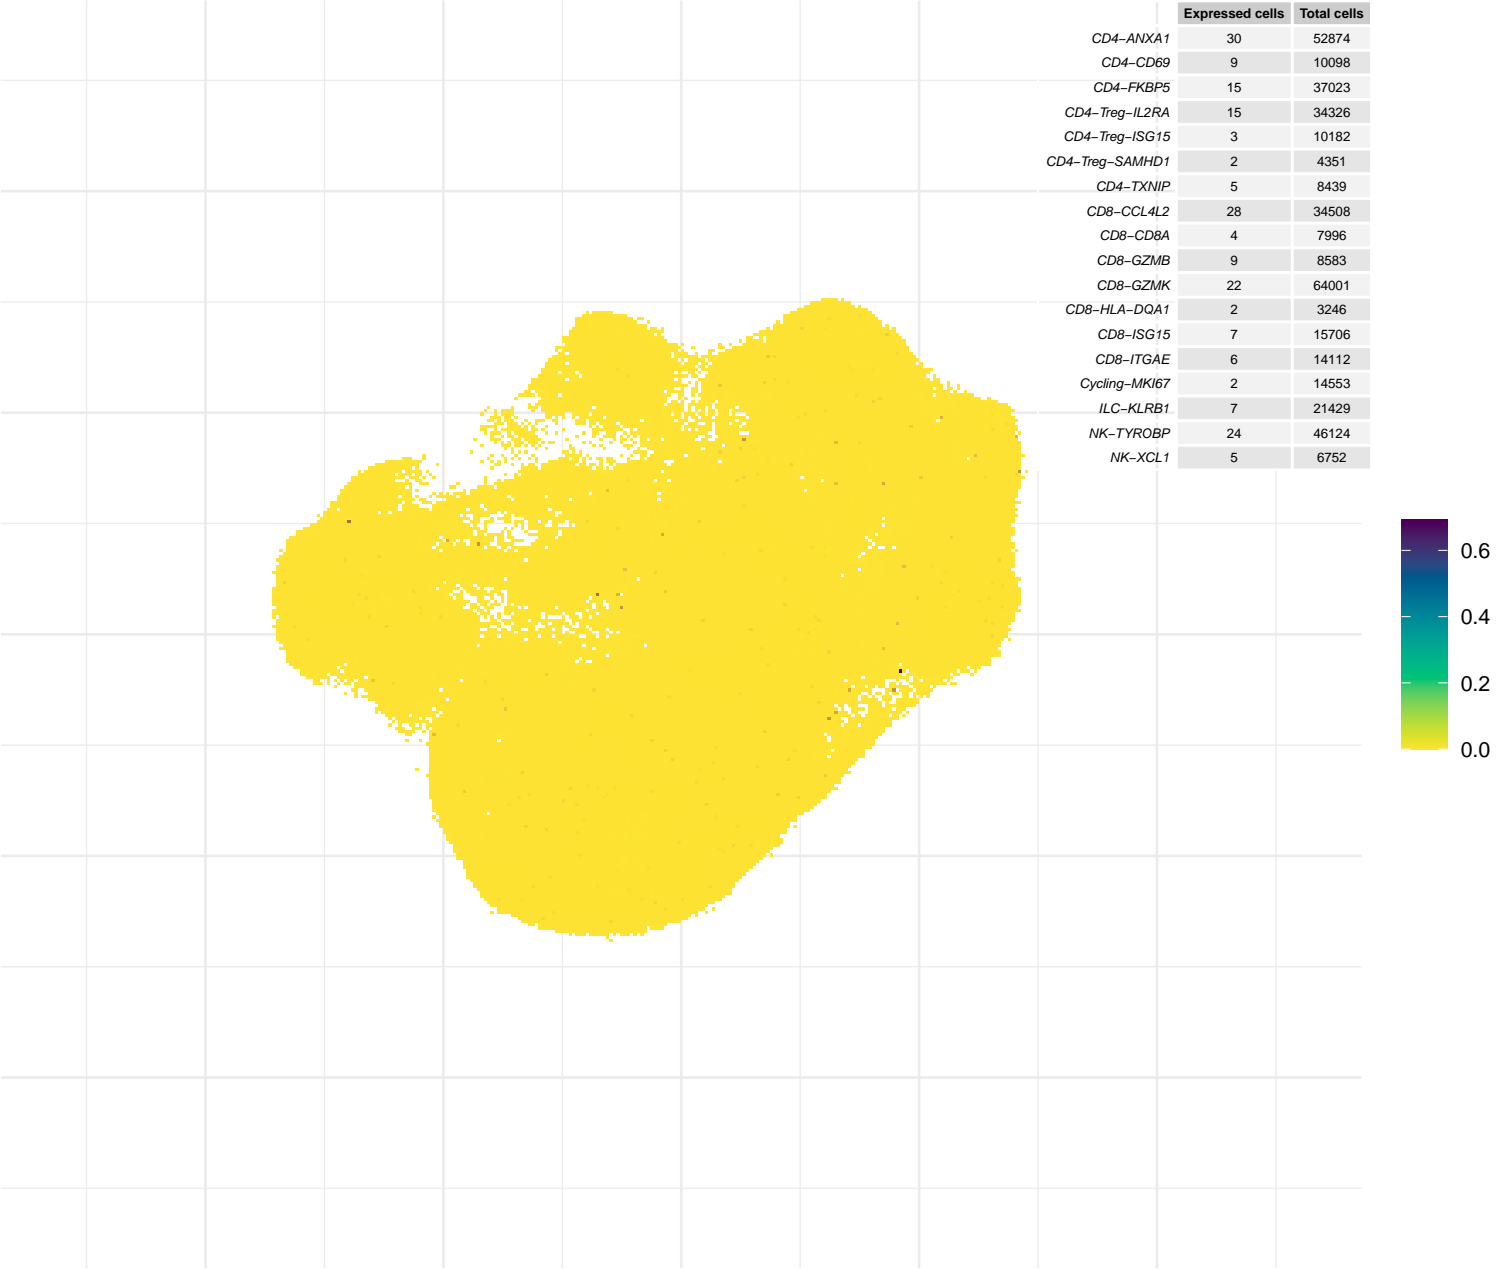 Expressed cells Total cells
CD4−ANXA1 30 52874
CD4−CD69 9 10098
CD4−FKBP5 15 37023
CD4−Treg−IL2RA 15 34326
CD4−Treg−ISG15 3 10182
CD4−Treg−SAMHD1 2 4351
CD4−TXNIP 5 8439
CD8−CCL4L2 28 34508
CD8−CD8A 4 7996
CD8−GZMB 9 8583
CD8−GZMK 22 64001
CD8−HLA−DQA1 2 3246
CD8−ISG15 7 15706
CD8−ITGAE 6 14112
Cycling−MKI67 2 14553
ILC−KLRB1 7 21429
NK−TYROBP 24 46124
NK−XCL1 5 6752
0.6
0.4
0.2
0.0